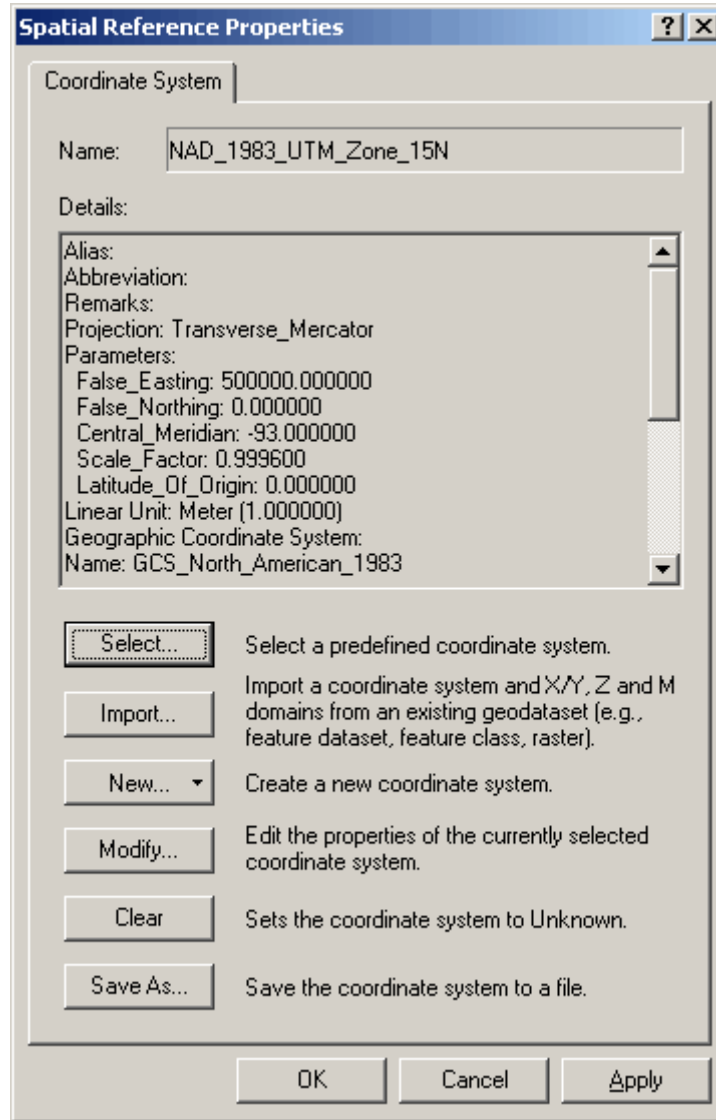 Spatial Reference Properties
Coordinate System
Name: NAD_1983_UTM_Zone_15N
Details:
Alias:
Abbreviation:
Remarks:
Projection: Transverse_Mercator
Parameters:
False_Easting: 500000.000000
False_Northing: 0.000000
Central_Meridian: -93.000000
Scale_Factor: 0.999600
Latitude_Of_Origin: 0.000000
Linear Unit: Meter (1.000000)
Geographic Coordinate System:
Name: GCS_North_American_1983
Select... Select a predefined coordinate system.
Import... Import a coordinate system and X/Y, Z and M
domains from an existing geodataset (e.g.,
feature dataset, feature class, raster).
New... Create a new coordinate system.
Modify... Edit the properties of the currently selected
coordinate system.
Clear Sets the coordinate system to Unknown.
Save As... Save the coordinate system to a file.
OK Cancel Apply